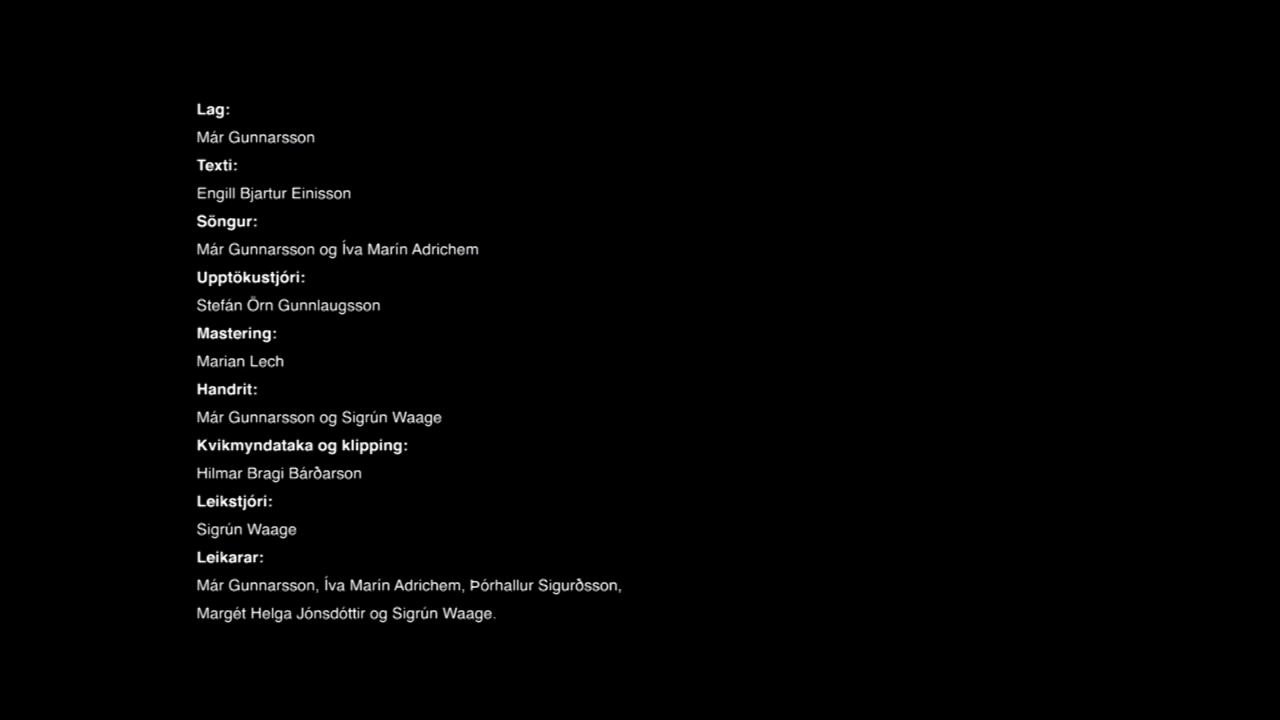 Lag:
Már Gunnarsson
Texti:
Engill Bjartur Einisson
Söngur:
Már Gunnarsson og Íva Marín Adrichem
Upptökustjóri:
Stefán Örn Gunnlaugsson
Mastering:
Marian Lech
Handrit:
Már Gunnarsson og Sigrún Waage
Kvikmyndataka og klipping:
Hilmar Bragi Bárðarson
Leikstjóri:
Sigrún Waage
Leikarar:
Már Gunnarsson, Íva Marín Adrichem, Þórhallur Sigurðsson,
Margét Helga Jónsdóttir og Sigrún Waage.